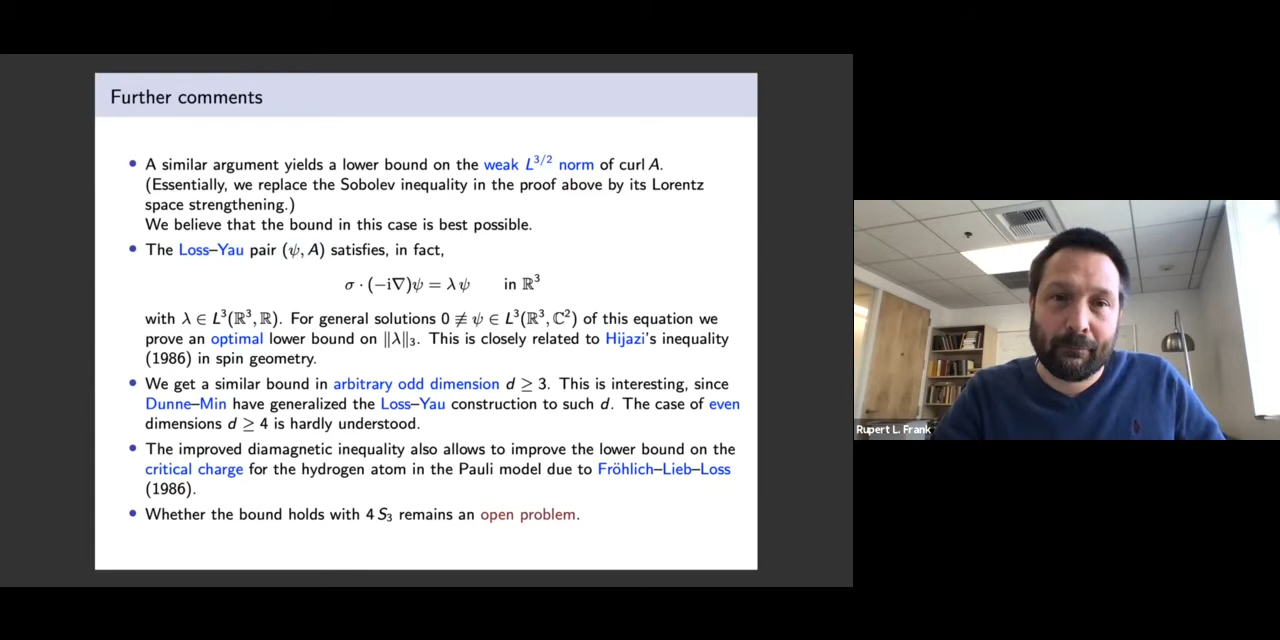 Further comments
• A similar argument yields a lower bound on the weak L^{3/2} norm of curl A.
(Essentially, we replace the Sobolev inequality in the proof above by its Lorentz
space strengthening.)
We believe that the bound in this case is best possible.
• The Loss–Yau pair (ψ, A) satisfies, in fact,
σ · (−i∇)ψ = λ ψ in ℝ³
with λ ∈ L³(ℝ³, ℝ). For general solutions 0 ≢ ψ ∈ L³(ℝ³, ℂ²) of this equation we
prove an optimal lower bound on ‖λ‖₃. This is closely related to Hijazi's inequality
(1986) in spin geometry.
• We get a similar bound in arbitrary odd dimension d ≥ 3. This is interesting, since
Dunne–Min have generalized the Loss–Yau construction to such d. The case of even
dimensions d ≥ 4 is hardly understood.
• The improved diamagnetic inequality also allows to improve the lower bound on the
critical charge for the hydrogen atom in the Pauli model due to Fröhlich–Lieb–Loss
(1986).
• Whether the bound holds with 4 S₃ remains an open problem.
Rupert L. Frank